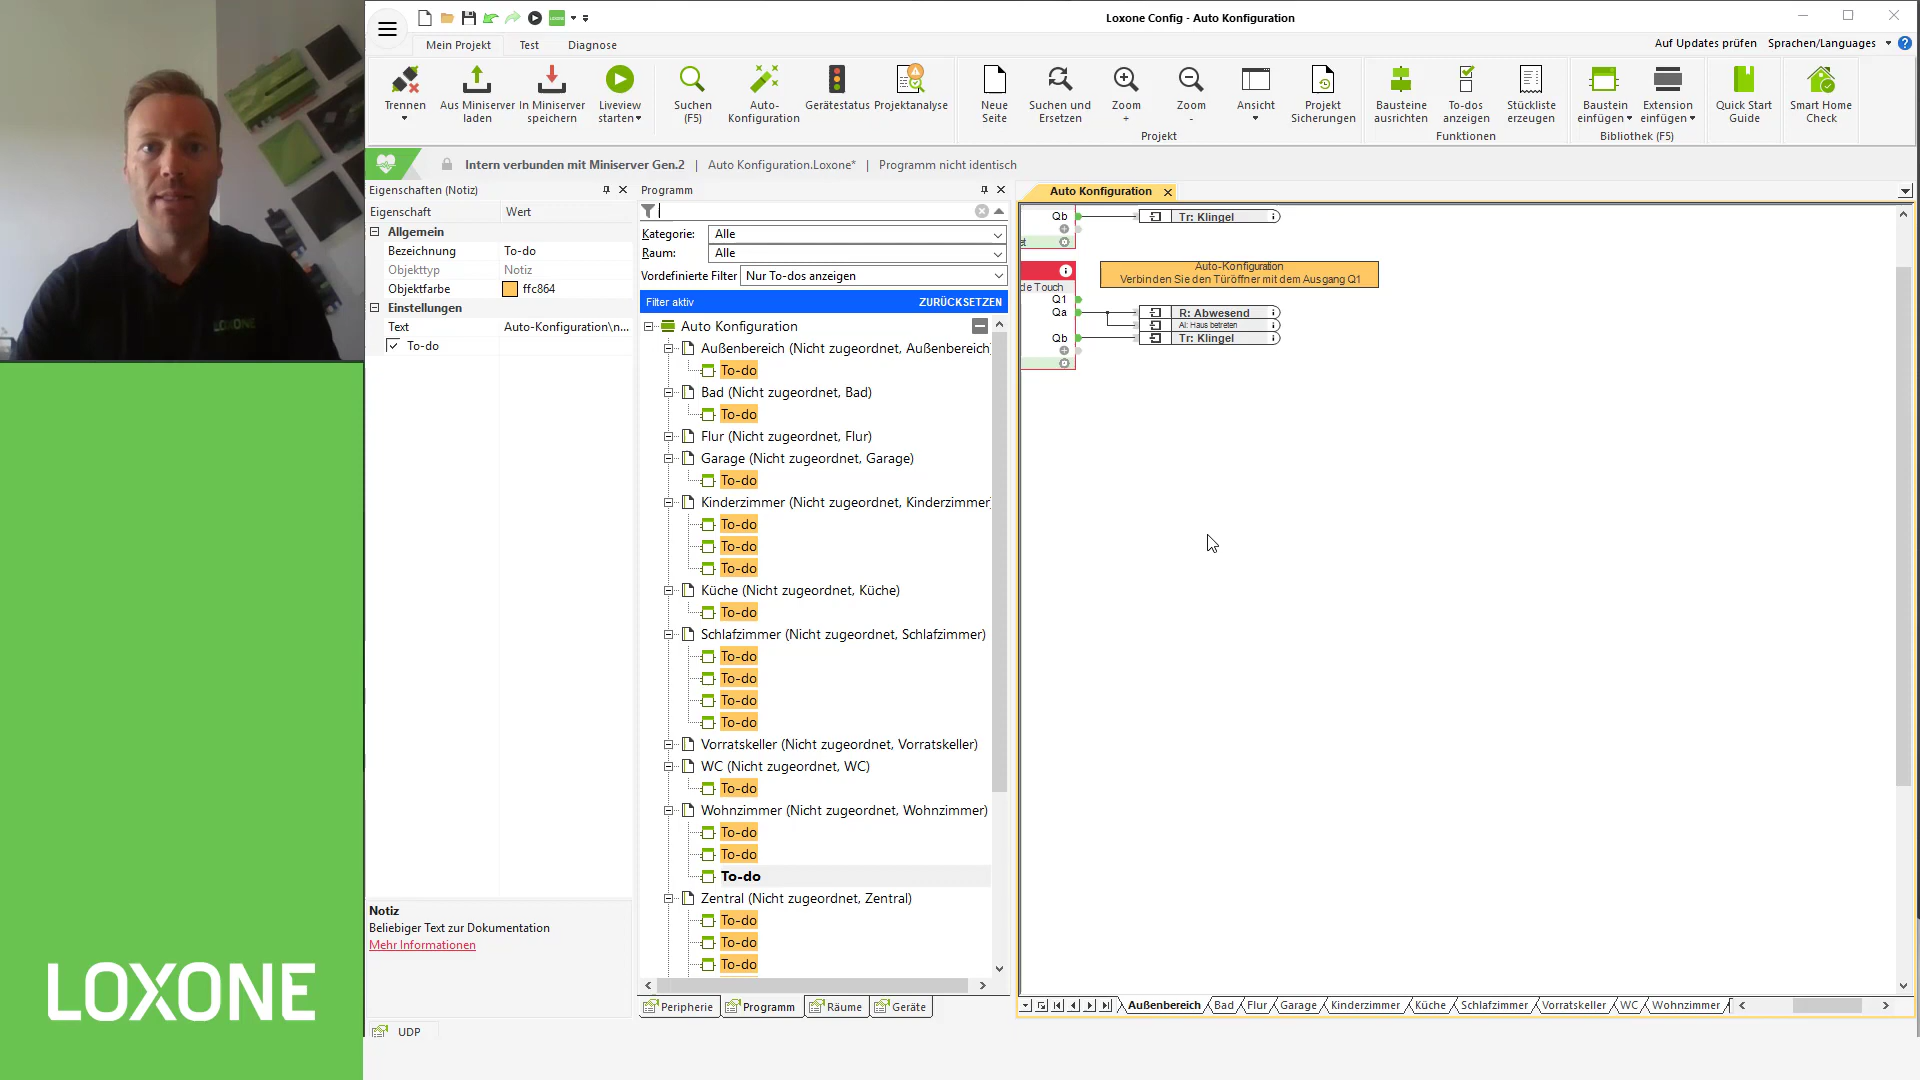 Loxone Config - Auto Konfiguration
Mein Projekt
Test
Diagnose
Auf Updates prüfen
Sprachen/Languages
Trennen
Aus Miniserver laden
In Miniserver speichern
Liveview starten
Suchen (F5)
Auto-Konfiguration
Gerätestatus
Projektanalyse
Neue Seite
Suchen und Ersetzen
Zoom +
Zoom -
Ansicht
Projekt Sicherungen
Bausteine ausrichten
To-dos anzeigen
Stückliste erzeugen
Baustein einfügen
Extension einfügen
Quick Start Guide
Smart Home Check
Projekt
Funktionen
Bibliothek (F5)
Intern verbunden mit Miniserver Gen.2 | Auto Konfiguration.Loxone* | Programm nicht identisch
Eigenschaften (Notiz)
Eigenschaft
Wert
Allgemein
Bezeichnung
To-do
Objekttyp
Notiz
Objektfarbe
ffc864
Einstellungen
Text
Auto-Konfiguration\n...
To-do
Notiz
Beliebiger Text zur Dokumentation
Mehr Informationen
UDP
Programm
Kategorie:
Alle
Raum:
Alle
Vordefinierte Filter
Nur To-dos anzeigen
Filter aktiv
ZURÜCKSETZEN
Auto Konfiguration
Außenbereich (Nicht zugeordnet, Außenbereich
To-do
Bad (Nicht zugeordnet, Bad)
To-do
Flur (Nicht zugeordnet, Flur)
Garage (Nicht zugeordnet, Garage)
To-do
Kinderzimmer (Nicht zugeordnet, Kinderzimmer
To-do
To-do
To-do
Küche (Nicht zugeordnet, Küche)
To-do
Schlafzimmer (Nicht zugeordnet, Schlafzimmer)
To-do
To-do
To-do
To-do
Vorratskeller (Nicht zugeordnet, Vorratskeller)
WC (Nicht zugeordnet, WC)
To-do
Wohnzimmer (Nicht zugeordnet, Wohnzimmer)
To-do
To-do
To-do
Zentral (Nicht zugeordnet, Zentral)
To-do
To-do
To-do
Peripherie
Programm
Räume
Geräte
Auto Konfiguration
Qb
Tr: Klingel
et
Auto-Konfiguration
Verbinden Sie den Türöffner mit dem Ausgang Q1
de Touch
Q1
Qa
R: Abwesend
AI: Haus betreten
Qb
Tr: Klingel
Außenbereich
Bad
Flur
Garage
Kinderzimmer
Küche
Schlafzimmer
Vorratskeller
WC
Wohnzimmer
LOXONE
LOXONE